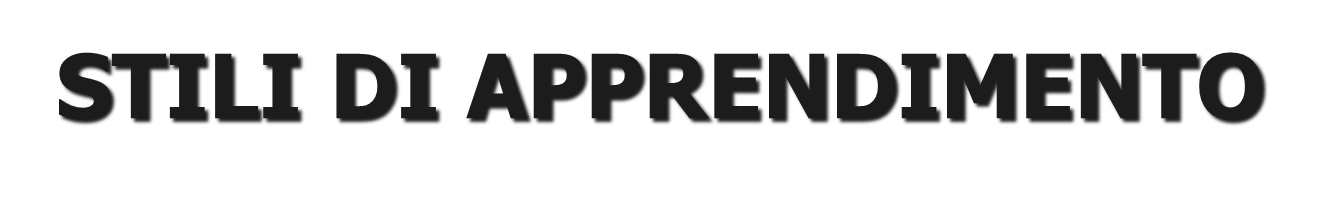 STILI DI APPRENDIMENTO